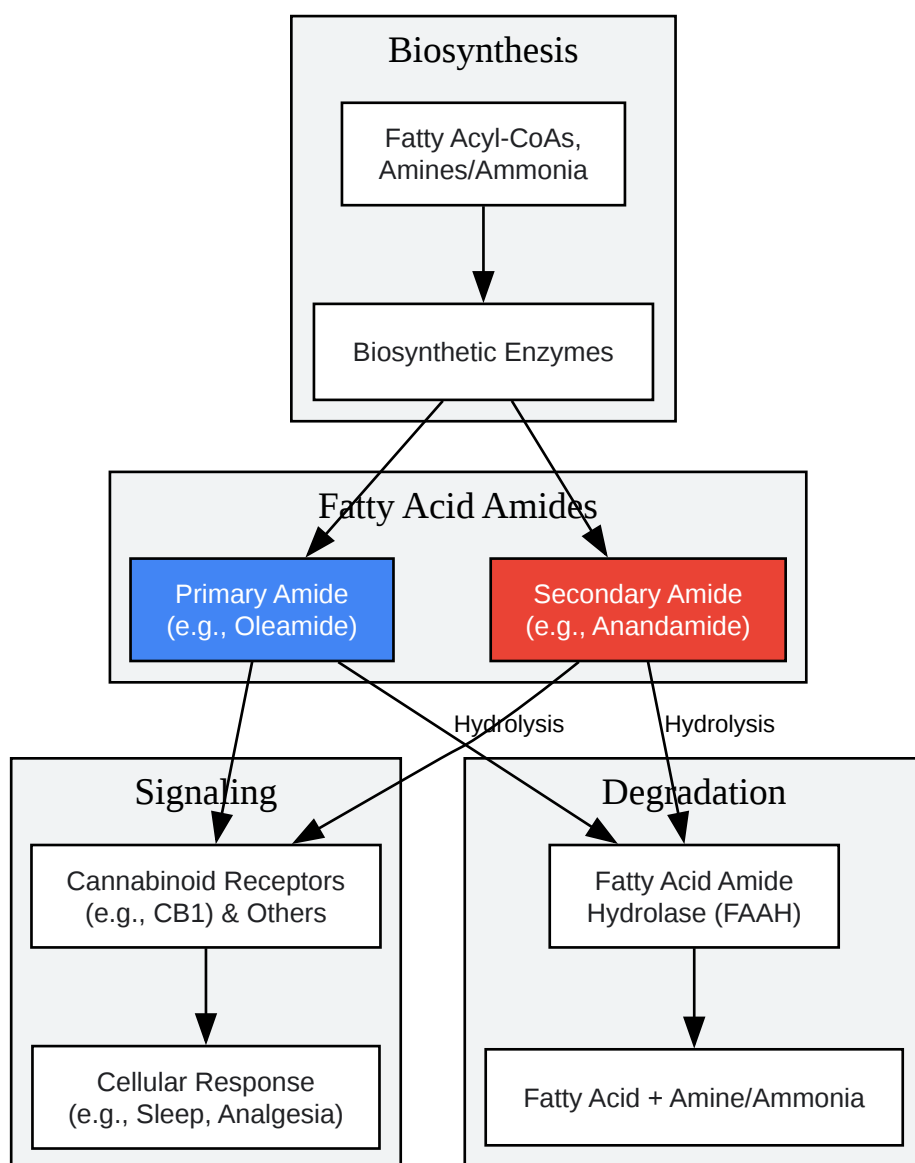 Biosynthesis
Fatty Acyl-CoAs,
Amines/Ammonia
Biosynthetic Enzymes
Fatty Acid Amides
Primary Amide
(e.g., Oleamide)
Secondary Amide
(e.g., Anandamide)
Hydrolysis
Hydrolysis
Signaling
Cannabinoid Receptors
(e.g., CB1) & Others
Cellular Response
(e.g., Sleep, Analgesia)
Degradation
Fatty Acid Amide
Hydrolase (FAAH)
Fatty Acid + Amine/Ammonia